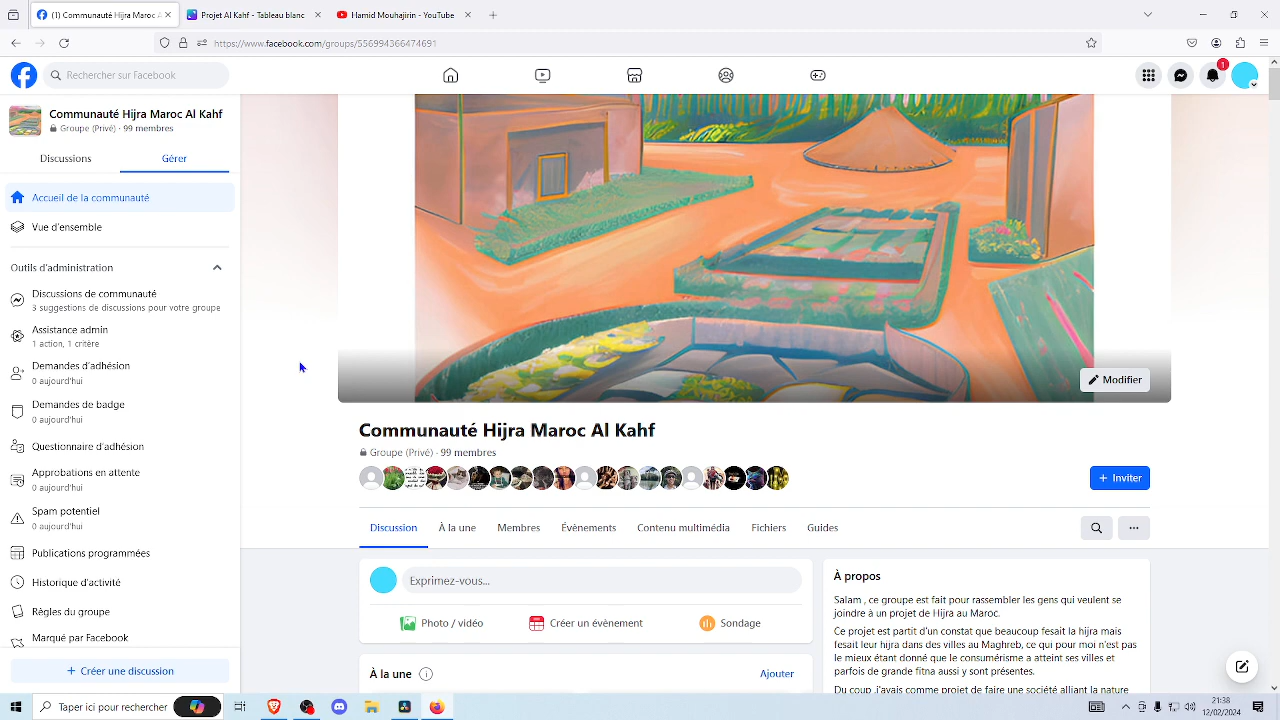 (1) Communauté Hijra Maroc A
Projet Al Kahf - Tableau blanc
Hamid Mouhajirin - YouTube
https://www.facebook.com/groups/556994366474691
Rechercher sur Facebook
1
Communauté Hijra Maroc Al Kahf
Groupe (Privé) · 99 membres
Discussions
Gérer
Accueil de la communauté
Vue d'ensemble
Outils d'administration
Discussions de communauté
3 suggestions de discussions pour votre groupe
Assistance admin
1 action, 1 critère
Demandes d'adhésion
0 aujourd'hui
Demandes de badge
0 aujourd'hui
Questionnaire d'adhésion
Approbations en attente
0 aujourd'hui
Spam potentiel
0 aujourd'hui
Publications programmées
Historique d'activité
Règles du groupe
Marqué par Facebook
+ Créer une discussion
Modifier
Communauté Hijra Maroc Al Kahf
Groupe (Privé) · 99 membres
+ Inviter
Discussion
À la une
Membres
Évènements
Contenu multimédia
Fichiers
Guides
Exprimez-vous...
Photo / vidéo
Créer un évènement
Sondage
À la une
Ajouter
À propos
Salam , ce groupe est fait pour rassembler les gens qui veulent se
joindre à un projet de Hijra au Maroc.
Ce projet est partit d'un constat que beaucoup fesait la hijra mais
fesait leur hijra dans des villes au Maghreb, ce qui pour moi n'est pas
le mieux étant donné que le consumérisme a atteint ses villes et
parfois de grande fitna aussi y sont présentes.
Du coup j'avais comme projet de faire une societé alliant la nature
Taper ici pour rechercher
21:38
12/02/2024